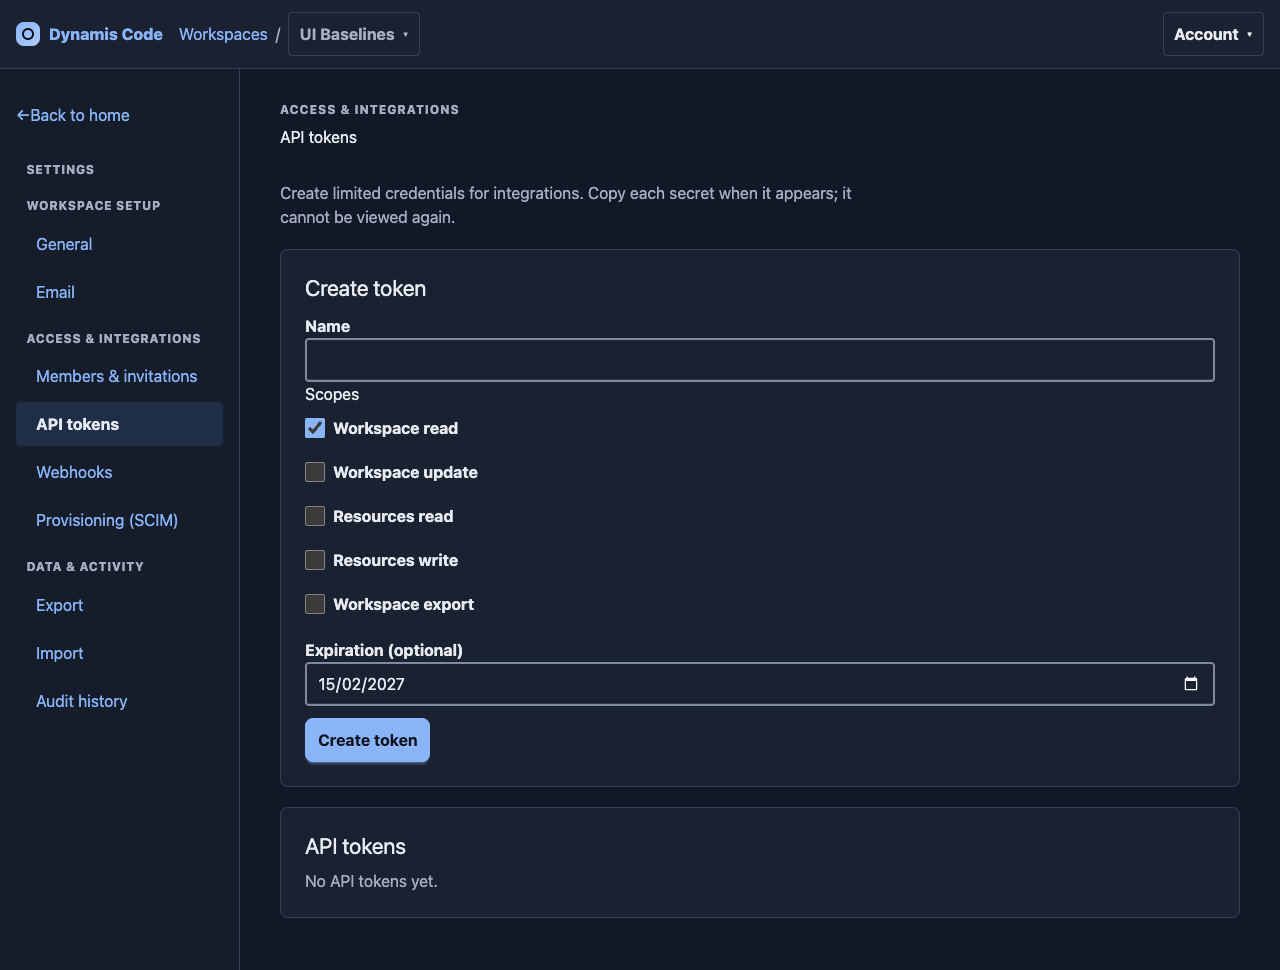 Dynamis Code Workspaces / UI Baselines ▾ Account ▾
←Back to home
SETTINGS
WORKSPACE SETUP
General
Email
ACCESS & INTEGRATIONS
Members & invitations
API tokens
Webhooks
Provisioning (SCIM)
DATA & ACTIVITY
Export
Import
Audit history
ACCESS & INTEGRATIONS
API tokens
Create limited credentials for integrations. Copy each secret when it appears; it
cannot be viewed again.
Create token
Name
Scopes
Workspace read
Workspace update
Resources read
Resources write
Workspace export
Expiration (optional)
15/02/2027
Create token
API tokens
No API tokens yet.